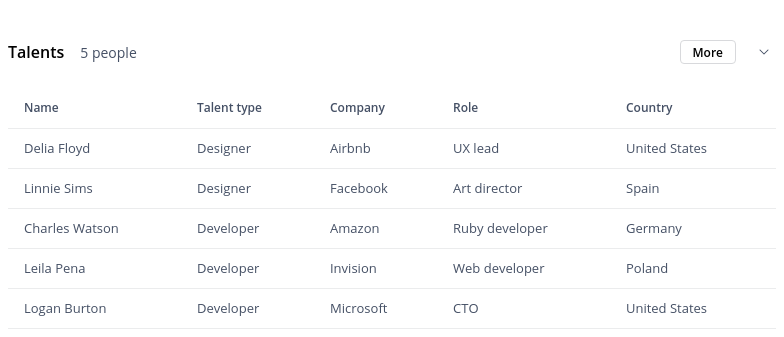 Talents 5 people More
Name Talent type Company Role Country
Delia Floyd Designer Airbnb UX lead United States
Linnie Sims Designer Facebook Art director Spain
Charles Watson Developer Amazon Ruby developer Germany
Leila Pena Developer Invision Web developer Poland
Logan Burton Developer Microsoft CTO United States